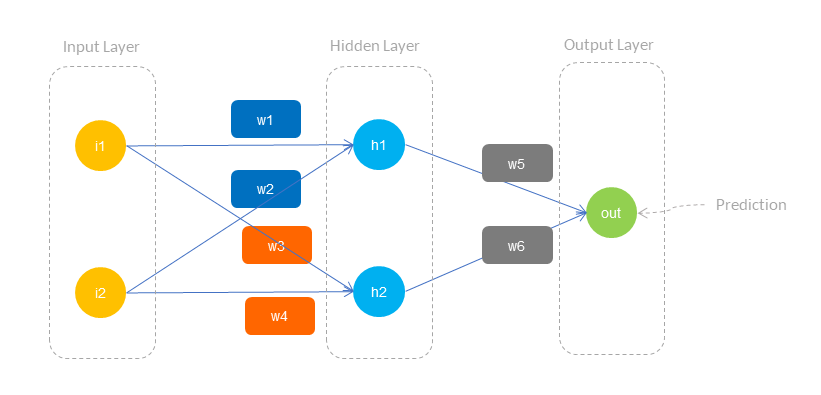 Input Layer
Hidden Layer
Output Layer
w1
i1
h1
w5
w2
Prediction
out
w3
w6
i2
h2
w4